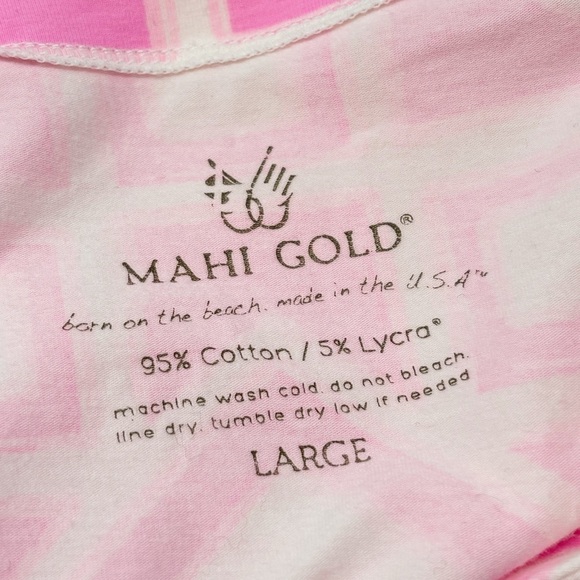 MAHI GOLD®
born on the beach. made in the U.S.A™
95% Cotton / 5% Lycra®
machine wash cold. do not bleach.
line dry. tumble dry low if needed
LARGE